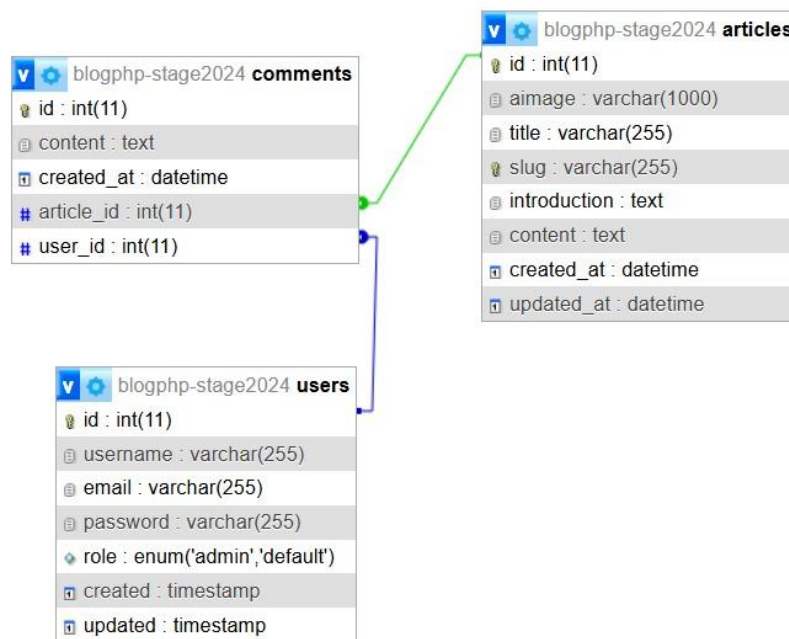 blogphp-stage2024 comments
id : int(11)
content : text
created_at : datetime
article_id : int(11)
user_id : int(11)
blogphp-stage2024 articles
id : int(11)
aimage : varchar(1000)
title : varchar(255)
slug : varchar(255)
introduction : text
content : text
created_at : datetime
updated_at : datetime
blogphp-stage2024 users
id : int(11)
username : varchar(255)
email : varchar(255)
password : varchar(255)
role : enum('admin','default')
created : timestamp
updated : timestamp